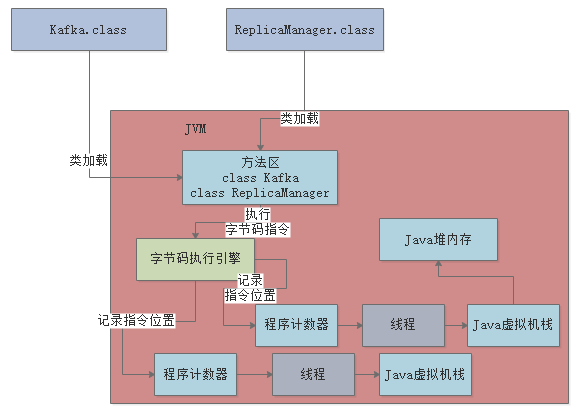 Kafka.class
ReplicaManager.class
类加载
JVM
类加载
方法区
class Kafka
class ReplicaManager
执行
字节码指令
Java堆内存
字节码执行引擎
记录
指令位置
记录指令位置
程序计数器
线程
Java虚拟机栈
程序计数器
线程
Java虚拟机栈